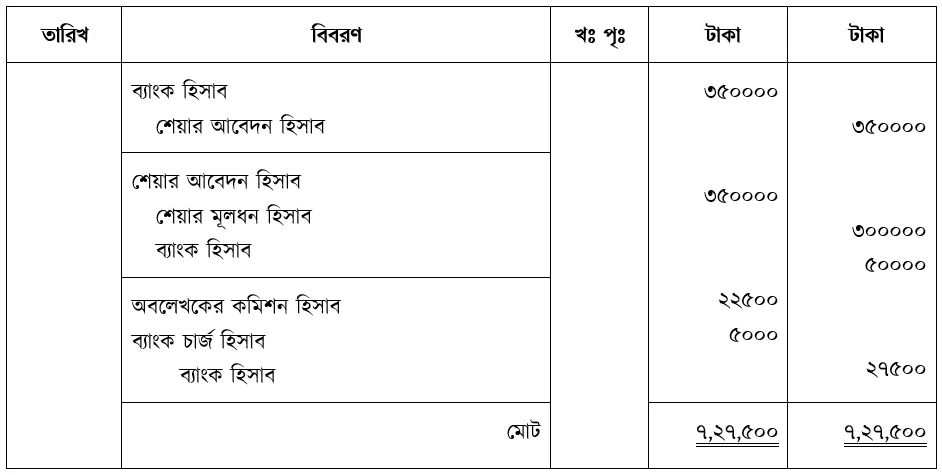 তারিখ বিবরণ খঃ পৃঃ টাকা টাকা
ব্যাংক হিসাব ৩৫০০০০
শেয়ার আবেদন হিসাব ৩৫০০০০
শেয়ার আবেদন হিসাব ৩৫০০০০
শেয়ার মূলধন হিসাব ৩০০০০০
ব্যাংক হিসাব ৫০০০০
অবলেখকের কমিশন হিসাব ২২৫০০
ব্যাংক চার্জ হিসাব ৫০০০
ব্যাংক হিসাব ২৭৫০০
মোট ৭,২৭,৫০০ ৭,২৭,৫০০